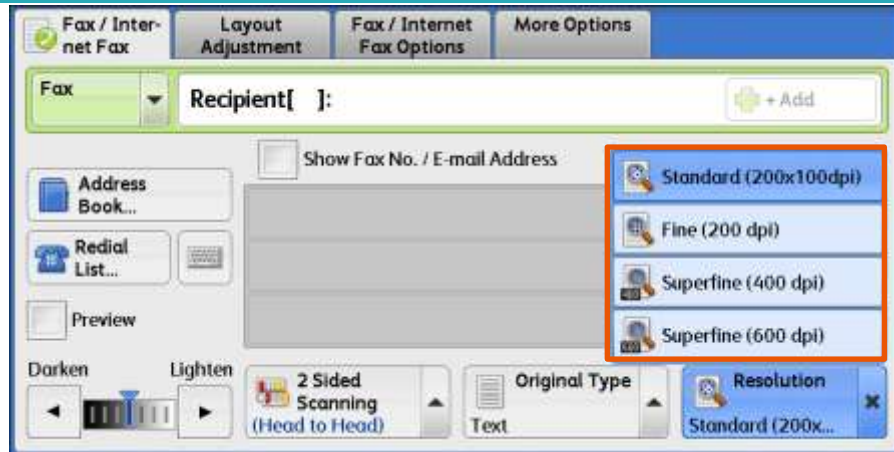 Fax / Inter-
net Fax
Layout
Adjustment
Fax / Internet
Fax Options
More Options
Fax
Recipient[ ]:
+ Add
Show Fax No. / E-mail Address
Address
Book...
Redial
List...
Preview
Standard (200x100dpi)
Fine (200 dpi)
Superfine (400 dpi)
Superfine (600 dpi)
Darken
Lighten
2 Sided
Scanning
(Head to Head)
Original Type
Text
Resolution
Standard (200x...